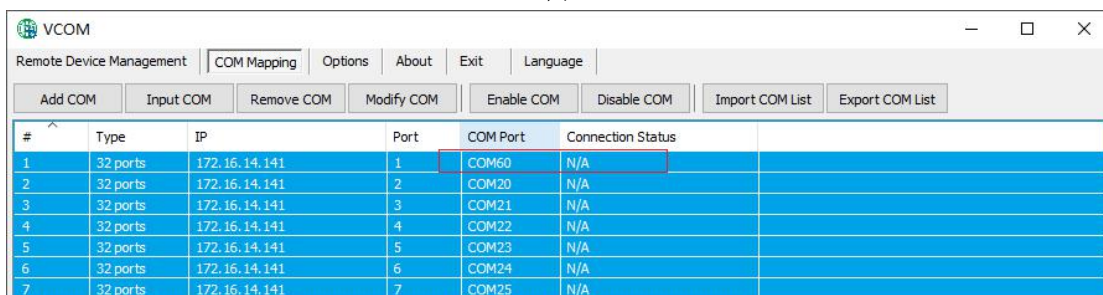 VCOM
Remote Device Management COM Mapping Options About Exit Language
Add COM Input COM Remove COM Modify COM Enable COM Disable COM Import COM List Export COM List
# Type IP Port COM Port Connection Status
1 32 ports 172.16.14.141 1 COM60 N/A
2 32 ports 172.16.14.141 2 COM20 N/A
3 32 ports 172.16.14.141 3 COM21 N/A
4 32 ports 172.16.14.141 4 COM22 N/A
5 32 ports 172.16.14.141 5 COM23 N/A
6 32 ports 172.16.14.141 6 COM24 N/A
7 32 ports 172.16.14.141 7 COM25 N/A